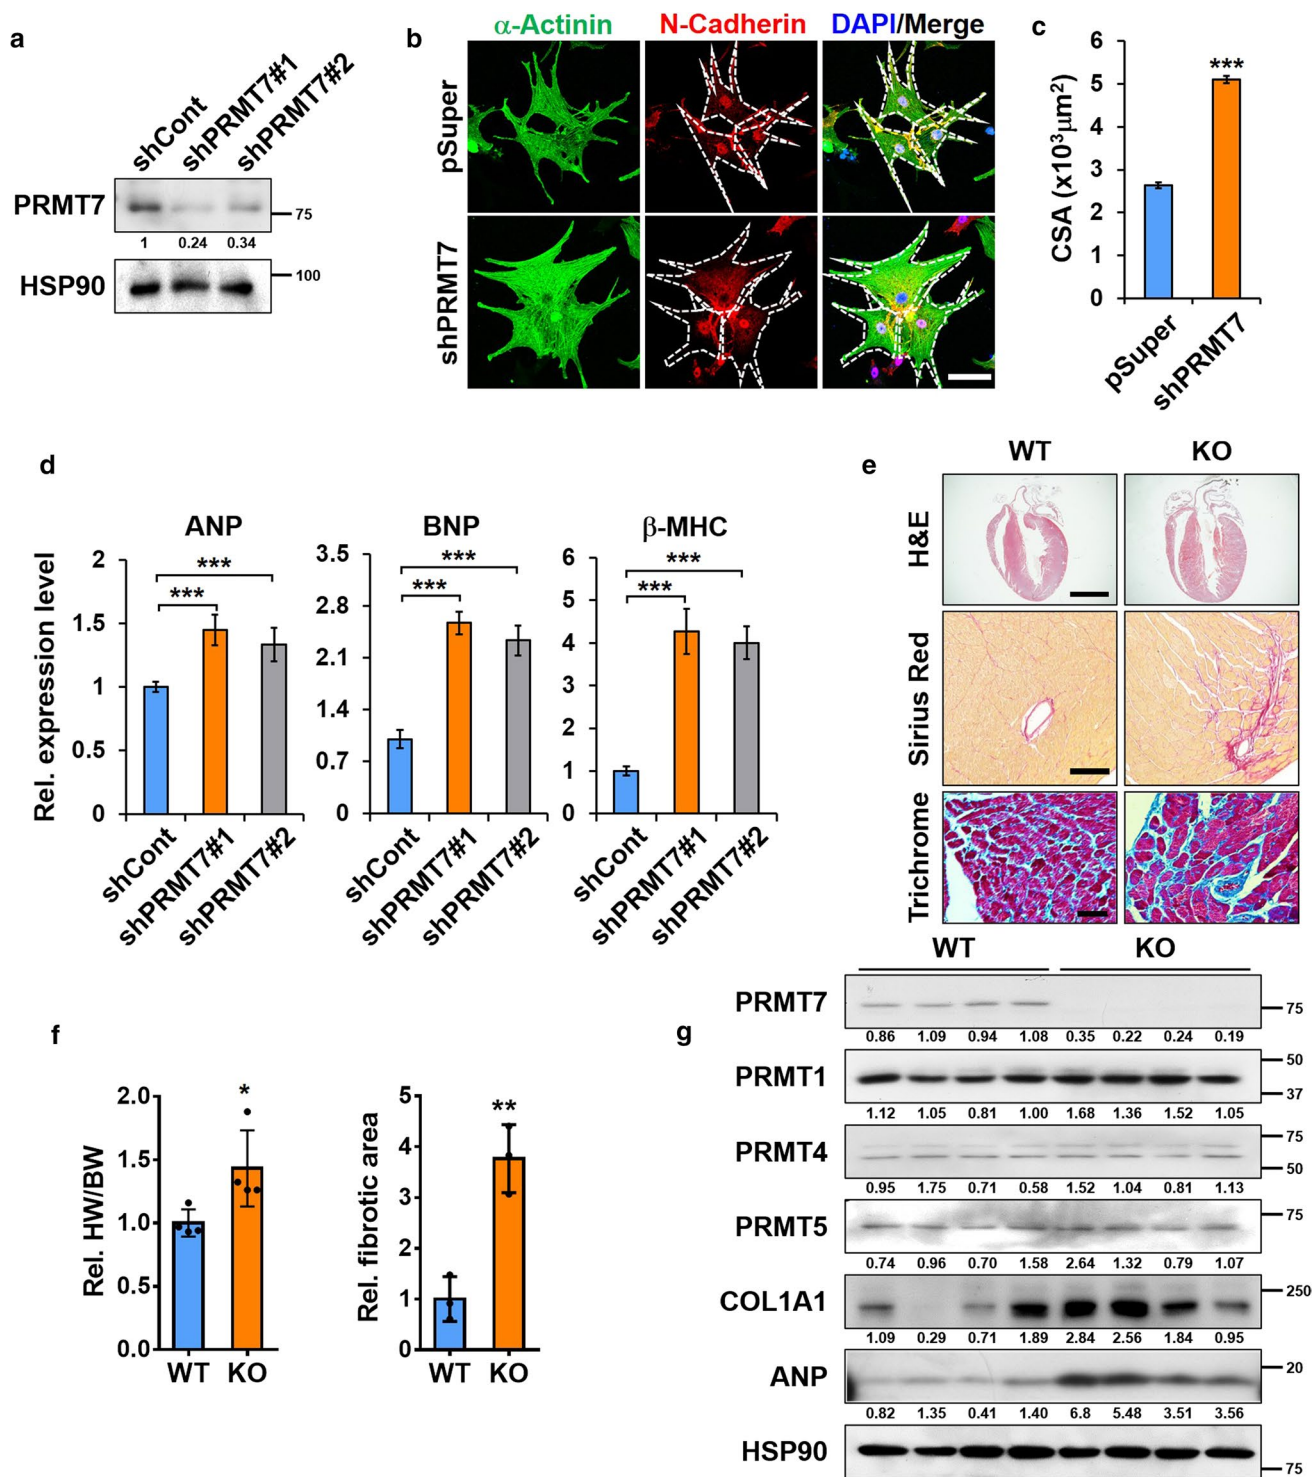 a
shCont
shPRMT7#1
shPRMT7#2
PRMT7
75
1 0.24 0.34
HSP90
100
b
α-Actinin N-Cadherin DAPI/Merge
pSuper
shPRMT7
c
CSA (x10³μm²)
6
5
4
3
2
1
0
***
pSuper
shPRMT7
d
Rel. expression level
ANP
2
1.5
1
0.5
0
***
***
shCont
shPRMT7#1
shPRMT7#2
BNP
3.5
2.8
2.1
1.4
0.7
0
***
***
shCont
shPRMT7#1
shPRMT7#2
β-MHC
6
5
4
3
2
1
0
***
***
shCont
shPRMT7#1
shPRMT7#2
e
WT KO
H&E
Sirius Red
Trichrome
f
Rel. HW/BW
2.0
1.5
1.0
0.5
0.0
*
WT KO
Rel. fibrotic area
5
4
3
2
1
0
**
WT KO
g
WT KO
PRMT7
75
0.86 1.09 0.94 1.08 0.35 0.22 0.24 0.19
PRMT1
50
37
1.12 1.05 0.81 1.00 1.68 1.36 1.52 1.05
PRMT4
75
50
0.95 1.75 0.71 0.58 1.52 1.04 0.81 1.13
PRMT5
75
0.74 0.96 0.70 1.58 2.64 1.32 0.79 1.07
COL1A1
250
1.09 0.29 0.71 1.89 2.84 2.56 1.84 0.95
ANP
20
0.82 1.35 0.41 1.40 6.8 5.48 3.51 3.56
HSP90
75